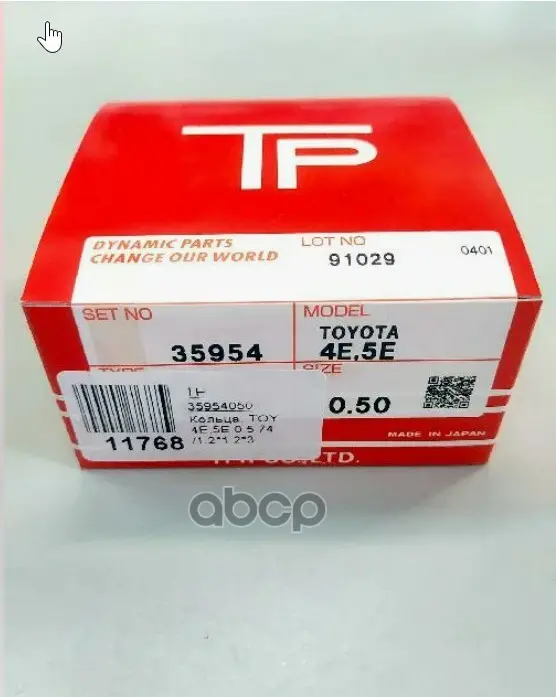 TP
DYNAMIC PARTS
CHANGE OUR WORLD
LOT NO
91029
0401
SET NO
35954
MODEL
TOYOTA
4E.5E
SIZE
0.50
TP
35954050
Кольца TOY
4E 5E 0.5 74
/1.2*1.2*3
11768
MADE IN JAPAN
CO.,LTD.
abcp